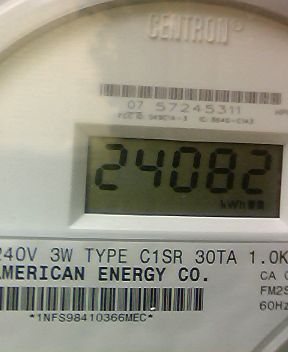 CENTRON®
07 57245311
24082
kWh
240V 3W TYPE C1SR 30TA 1.0K
AMERICAN ENERGY CO.
CA
FM2S
60Hz
*1NFS98410366MEC*